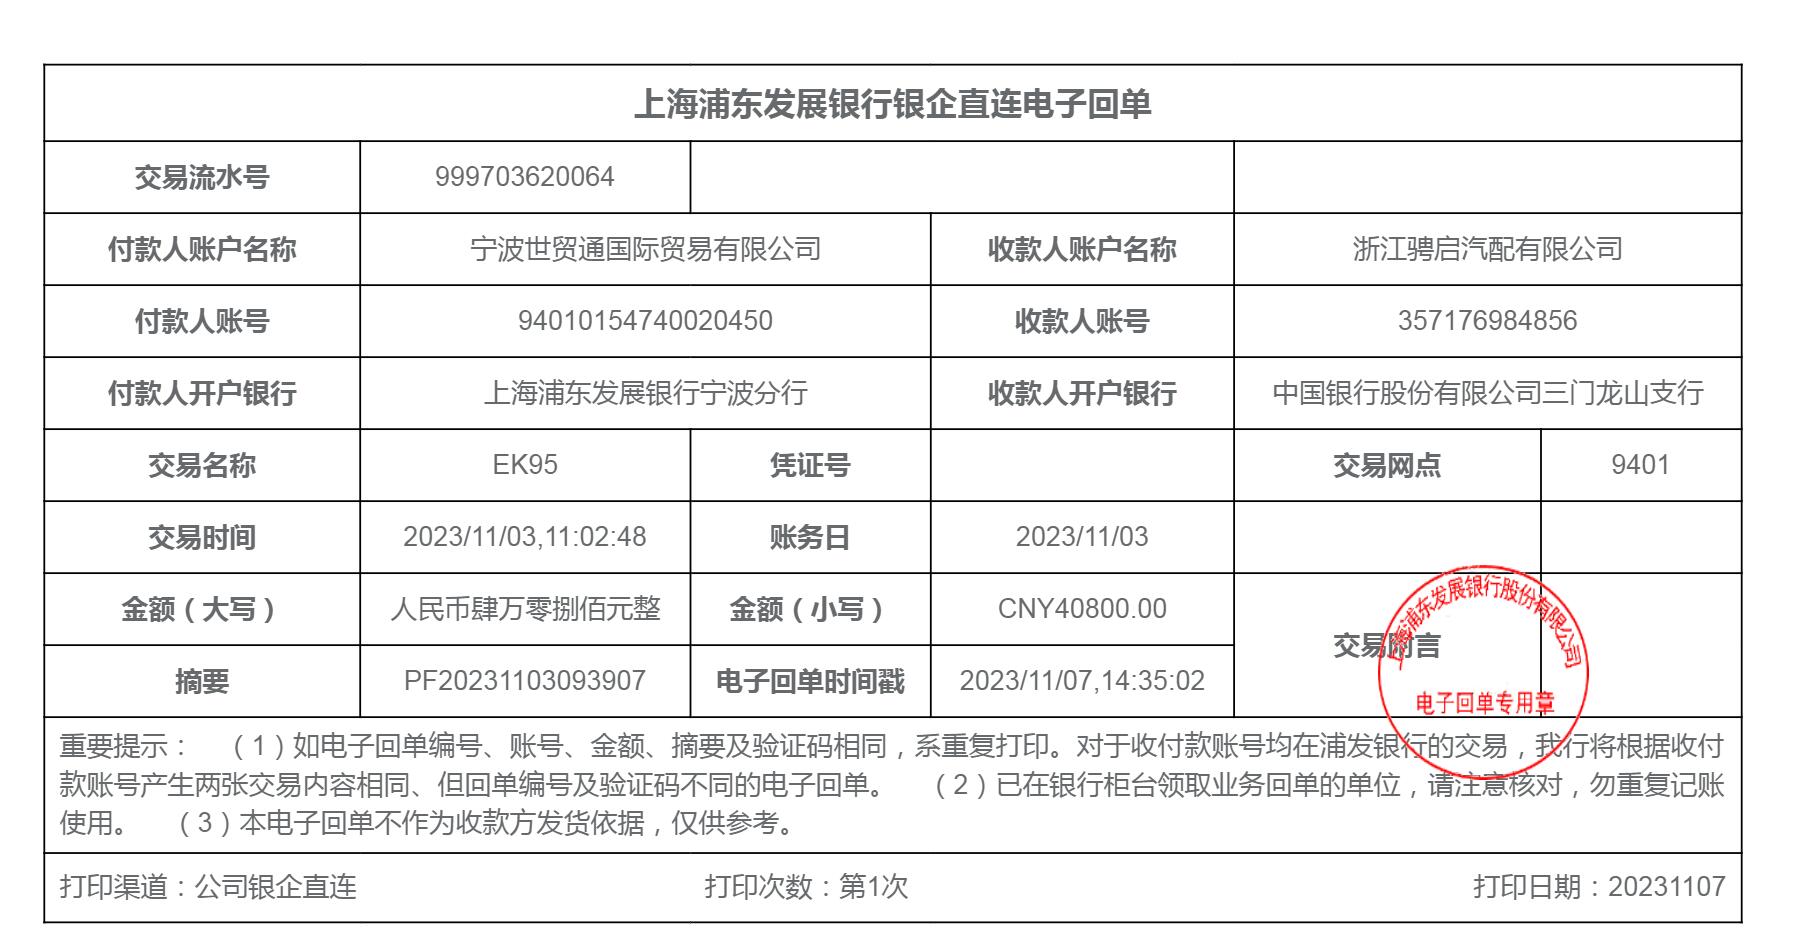 上海浦东发展银行银企直连电子回单
交易流水号 999703620064
付款人账户名称 宁波世贸通国际贸易有限公司 收款人账户名称 浙江骋启汽配有限公司
付款人账号 94010154740020450 收款人账号 357176984856
付款人开户银行 上海浦东发展银行宁波分行 收款人开户银行 中国银行股份有限公司三门龙山支行
交易名称 EK95 凭证号 交易网点 9401
交易时间 2023/11/03,11:02:48 账务日 2023/11/03
金额（大写） 人民币肆万零捌佰元整 金额（小写） CNY40800.00
交易附言
摘要 PF20231103093907 电子回单时间戳 2023/11/07,14:35:02
上海浦东发展银行股份有限公司
电子回单专用章
重要提示： （1）如电子回单编号、账号、金额、摘要及验证码相同，系重复打印。对于收付款账号均在浦发银行的交易，我行将根据收付
款账号产生两张交易内容相同、但回单编号及验证码不同的电子回单。 （2）已在银行柜台领取业务回单的单位，请注意核对，勿重复记账
使用。 （3）本电子回单不作为收款方发货依据，仅供参考。
打印渠道：公司银企直连 打印次数：第1次 打印日期：20231107